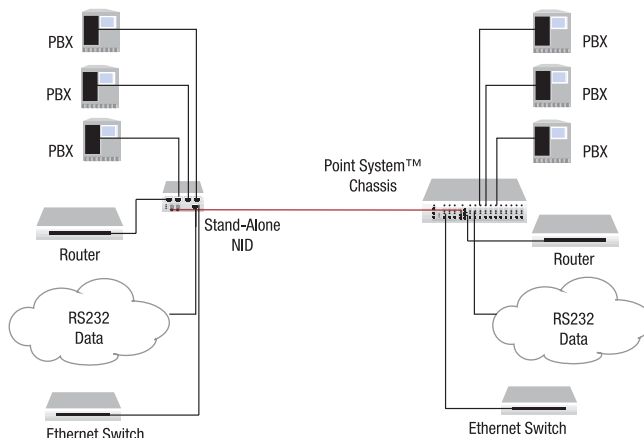 PBX
PBX
PBX
PBX
PBX
PBX
Point System™
Chassis
Stand-Alone
NID
Router
Router
RS232
Data
RS232
Data
Ethernet Switch
Ethernet Switch